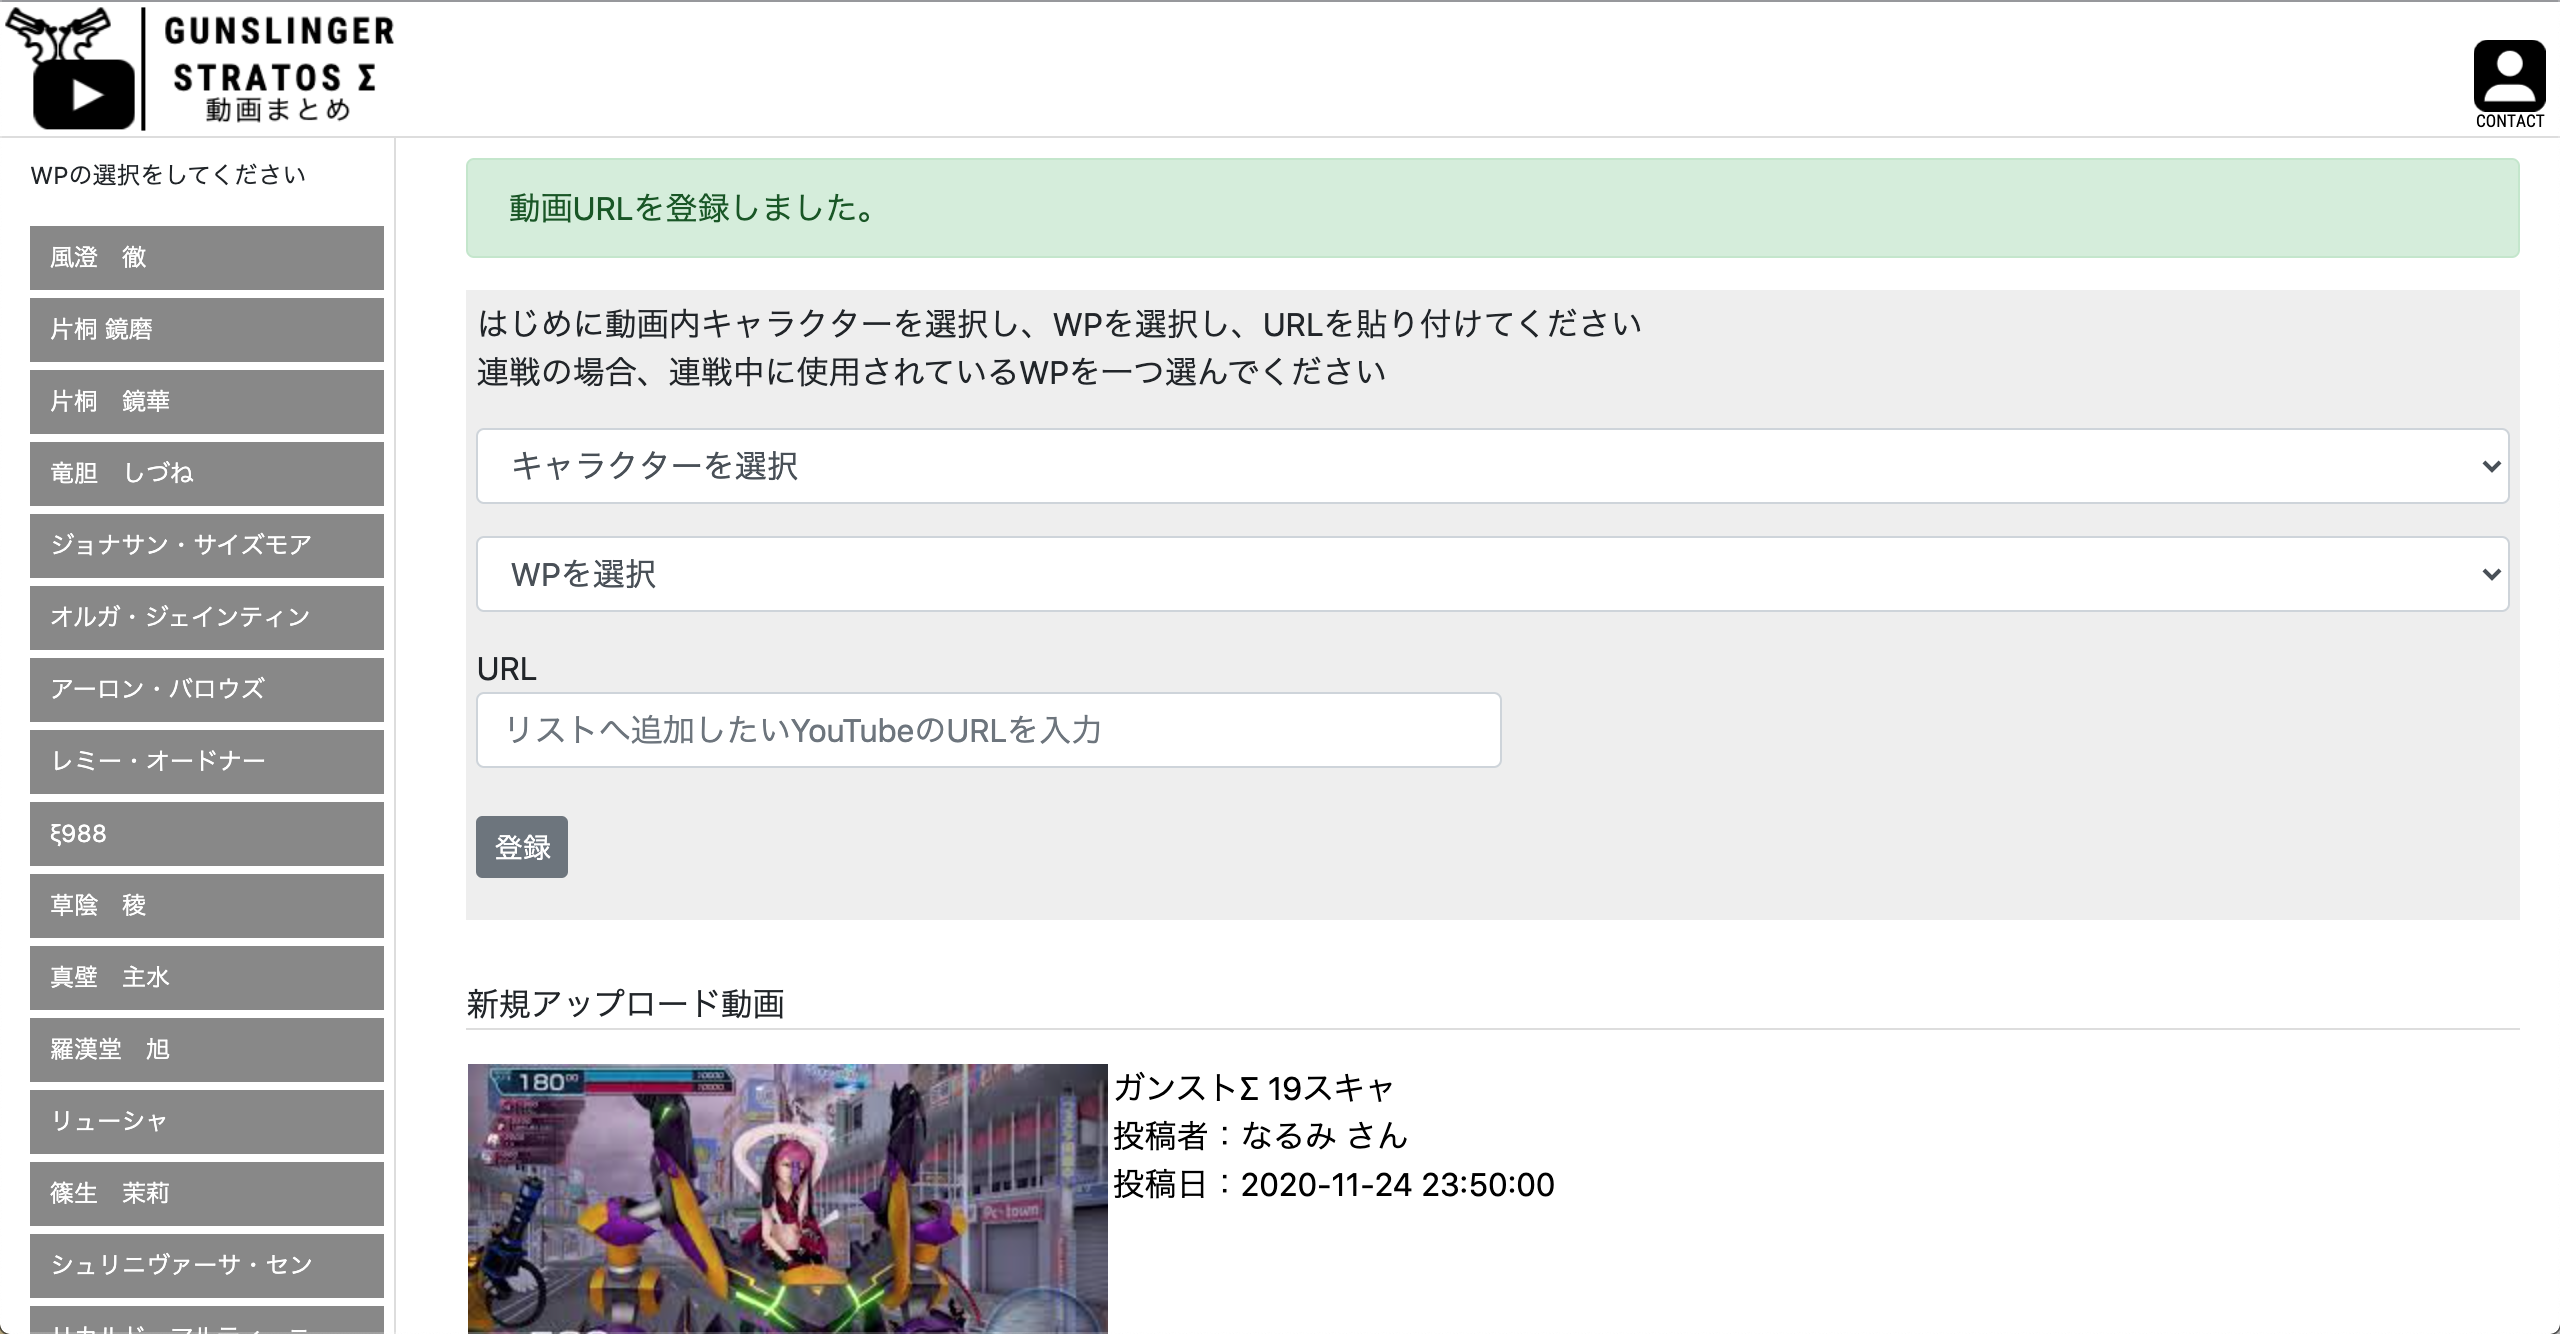 GUNSLINGER
STRATOS Σ
動画まとめ
CONTACT
WPの選択をしてください
風澄　徹
片桐 鏡磨
片桐　鏡華
竜胆　しづね
ジョナサン・サイズモア
オルガ・ジェインティン
アーロン・バロウズ
レミー・オードナー
ξ988
草陰　稜
真壁　主水
羅漢堂　旭
リューシャ
篠生　茉莉
シュリニヴァーサ・セン
動画URLを登録しました。
はじめに動画内キャラクターを選択し、WPを選択し、URLを貼り付けてください
連戦の場合、連戦中に使用されているWPを一つ選んでください
キャラクターを選択
WPを選択
URL
リストへ追加したいYouTubeのURLを入力
登録
新規アップロード動画
180
Pc-town
ガンストΣ 19スキャ
投稿者：なるみ さん
投稿日：2020-11-24 23:50:00